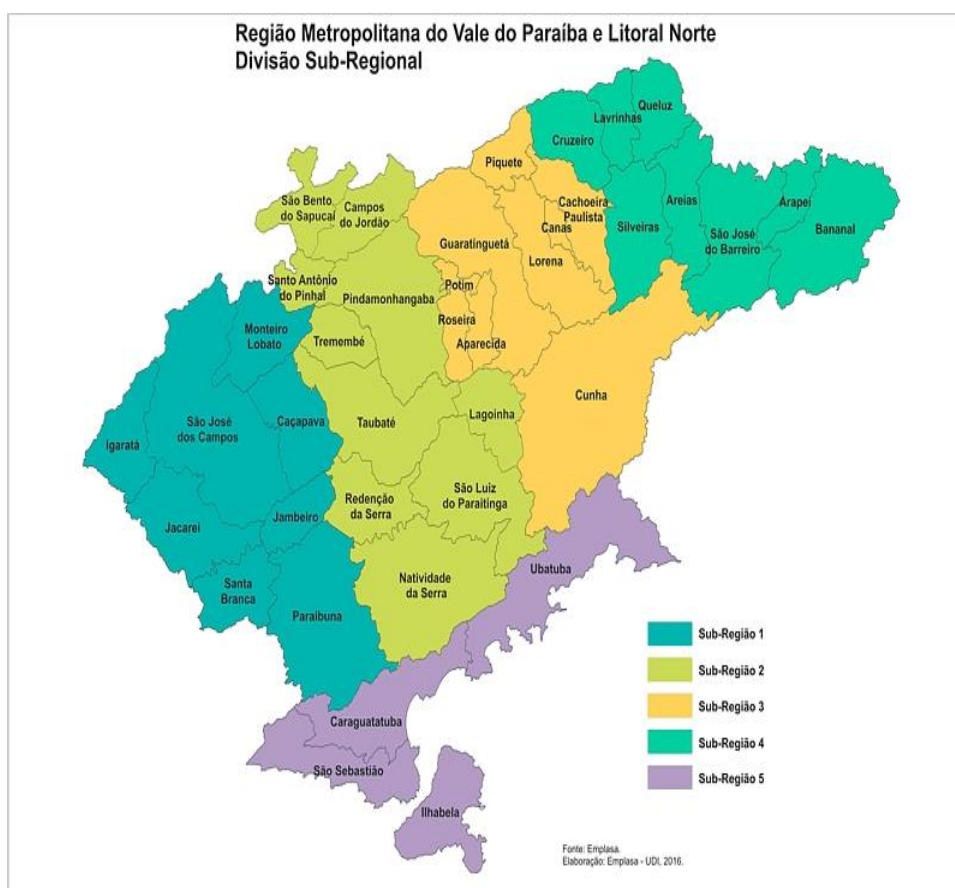 Região Metropolitana do Vale do Paraíba e Litoral Norte
Divisão Sub-Regional
Queluz
Lavrinhas
Cruzeiro
Piquete
São Bento
do Sapucaí
Campos
do Jordão
Cachoeira
Paulista
Canas
Silveiras
Areias
São José
do Barreiro
Arapeí
Bananal
Guaratinguetá
Lorena
Santo Antônio
do Pinhal
Pindamonhangaba
Potim
Roseira
Aparecida
Monteiro
Lobato
Tremembé
Cunha
São José
dos Campos
Caçapava
Taubaté
Lagoinha
Igaratá
Redenção
da Serra
São Luiz
do Paraitinga
Jacarei
Jambeiro
Santa
Branca
Paraibuna
Natividade
da Serra
Ubatuba
Caraguatatuba
São Sebastião
Ilhabela
Sub-Região 1
Sub-Região 2
Sub-Região 3
Sub-Região 4
Sub-Região 5
Fonte: Emplasa.
Elaboração: Emplasa - UDI, 2016.